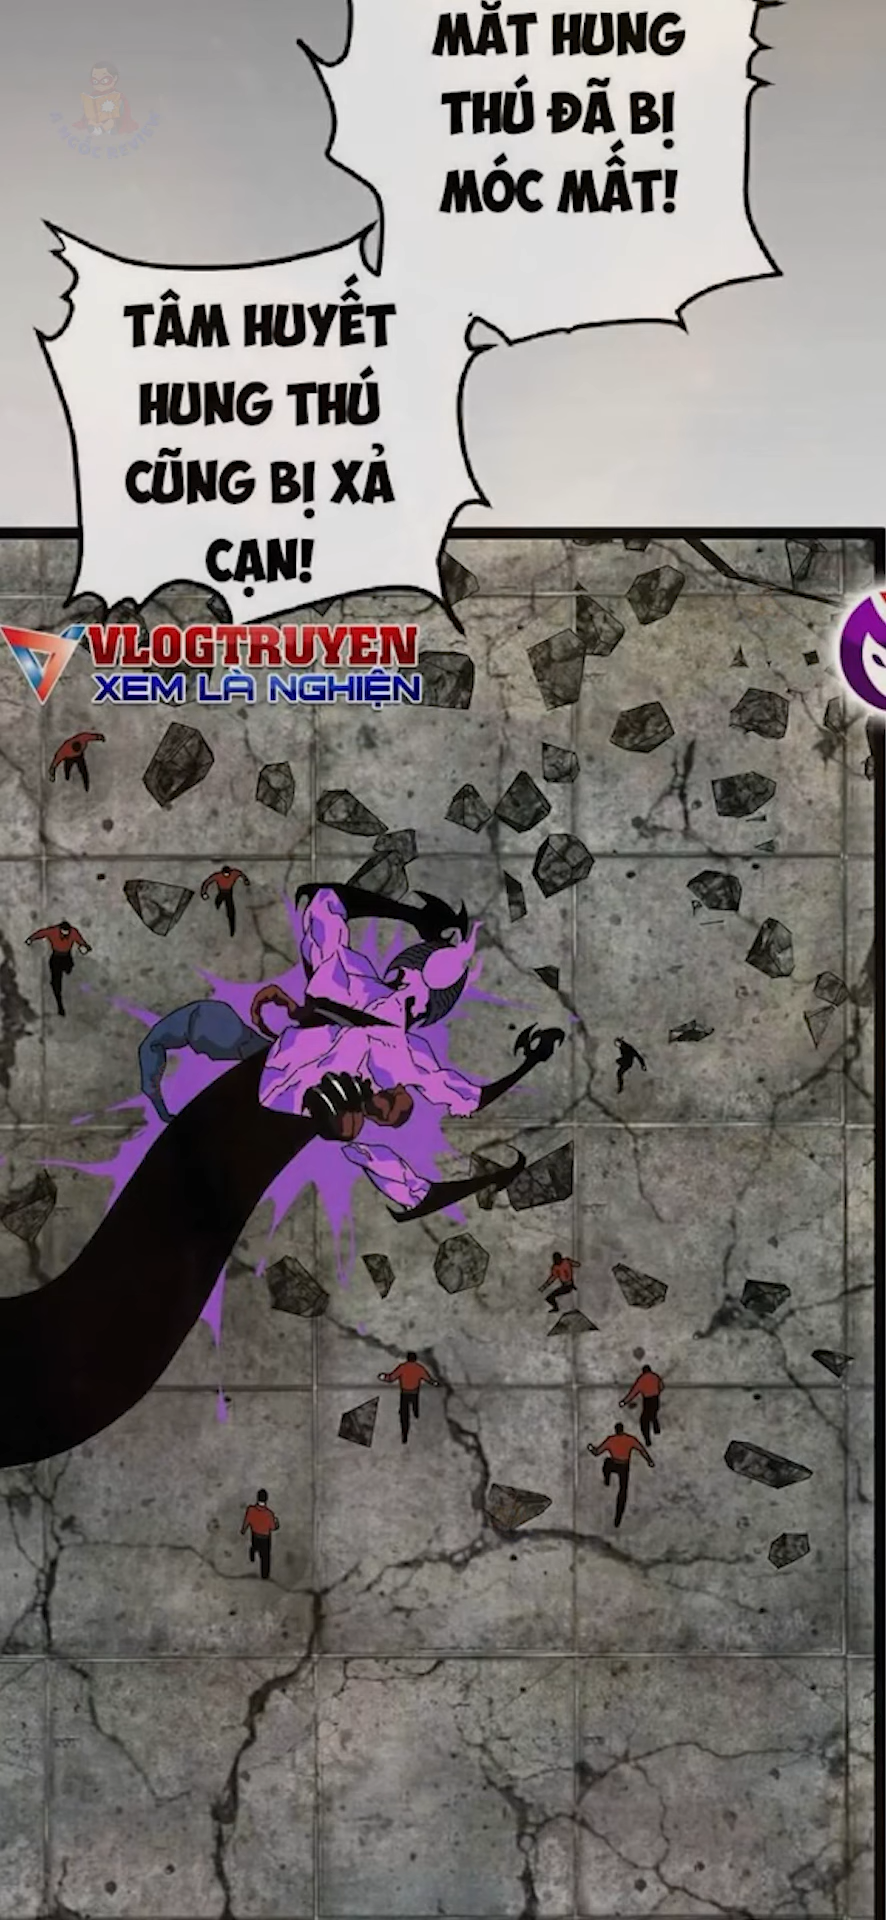 MẮT HUNG
THÚ ĐÃ BỊ
MÓC MẤT!
TÂM HUYẾT
HUNG THÚ
CŨNG BỊ XẢ
CẠN!
VLOGTRUYEN
XEM LÀ NGHIỆN